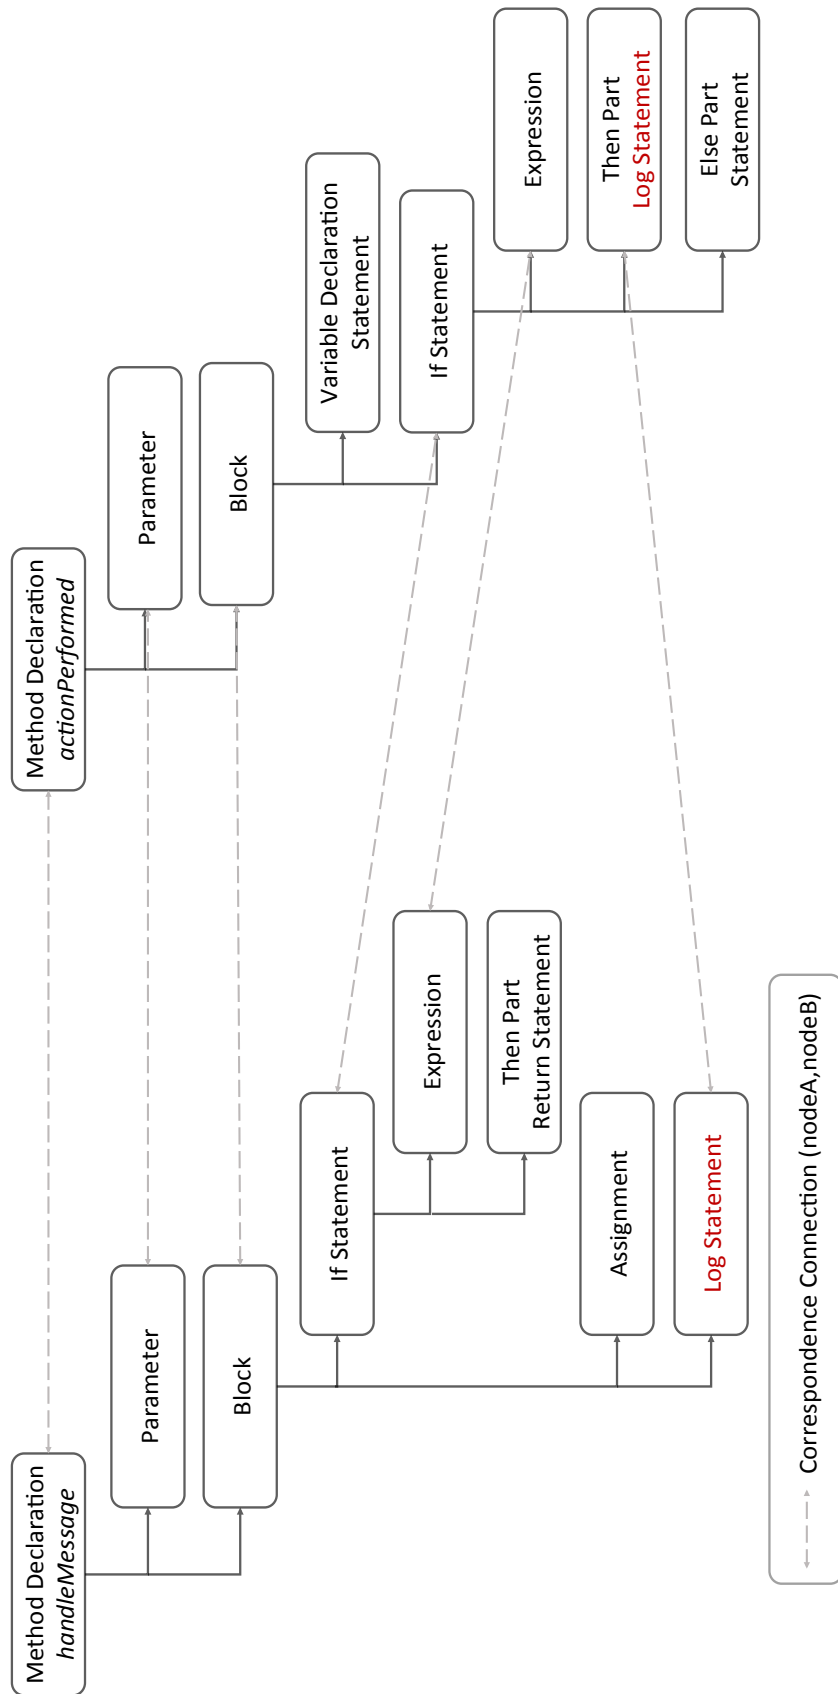 Method Declaration
handleMessage
Parameter
Block
If Statement
Expression
Then Part
Return Statement
Assignment
Log Statement
Method Declaration
actionPerformed
Parameter
Block
Variable Declaration
Statement
If Statement
Expression
Then Part
Log Statement
Else Part
Statement
Correspondence Connection (nodeA,nodeB)